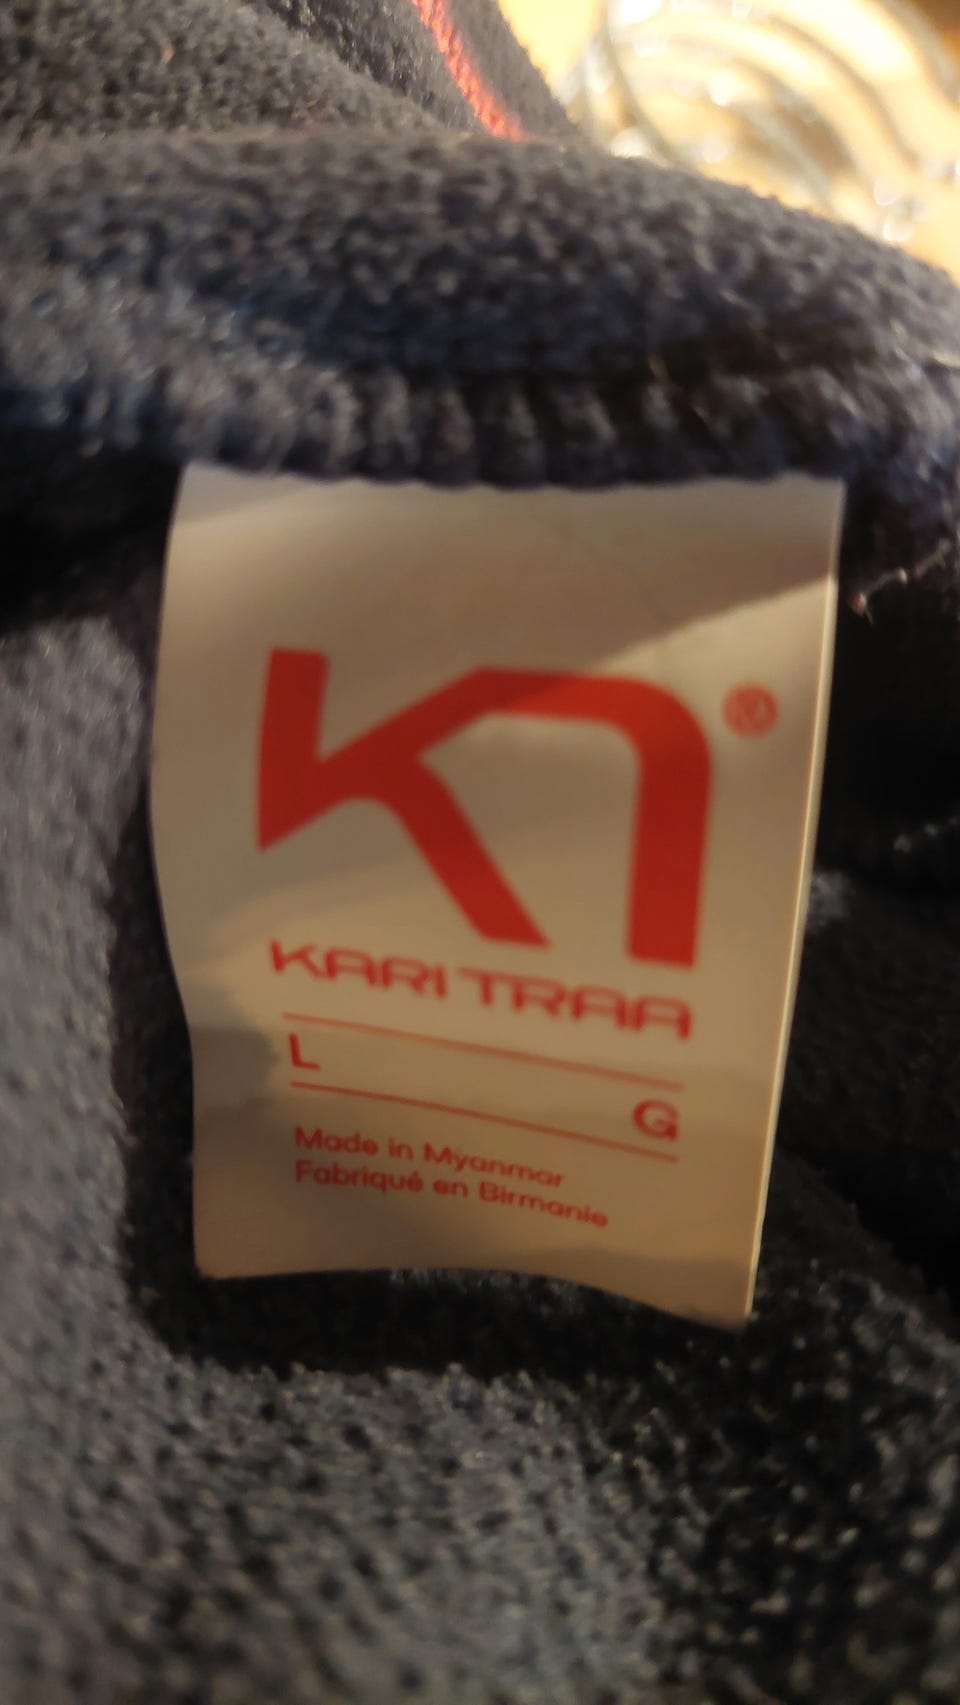 KARI TRAA
L
G
Made in Myanmar
Fabriqué en Birmanie